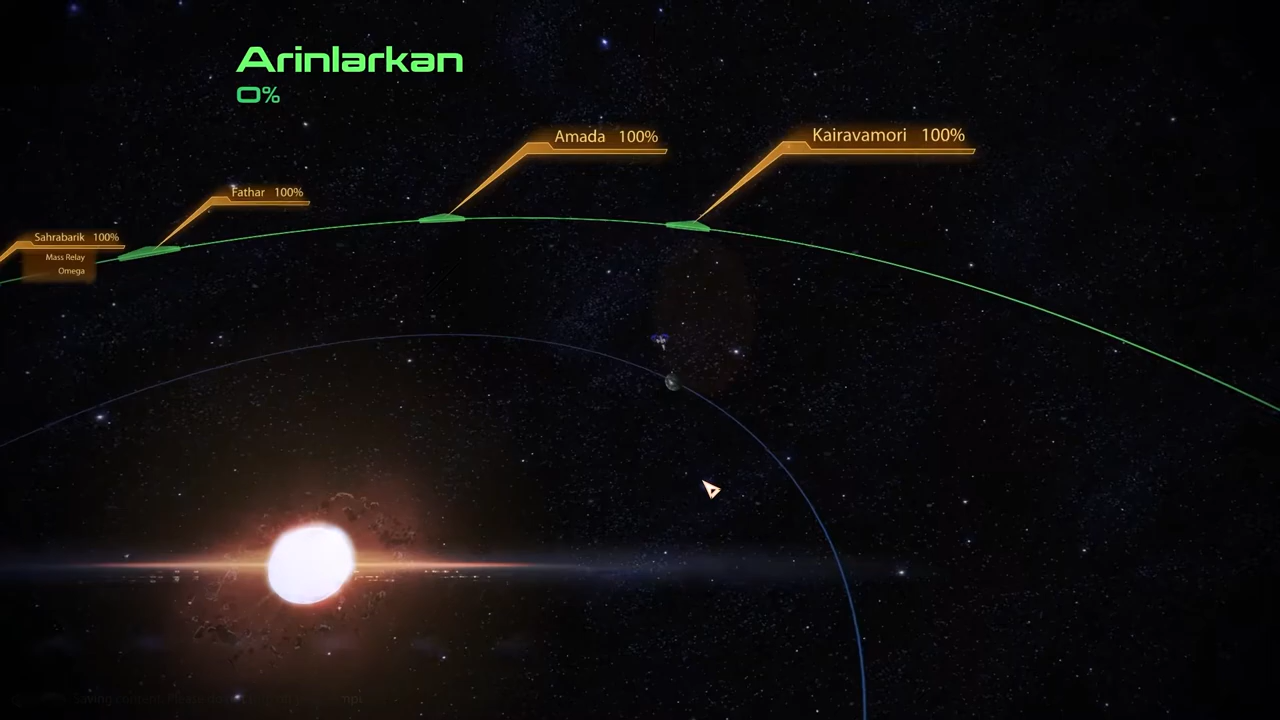 Arinlarkan
0%
Amada 100%
Kairavamori 100%
Fathar 100%
Sahrabarik 100%
Mass Relay
Omega